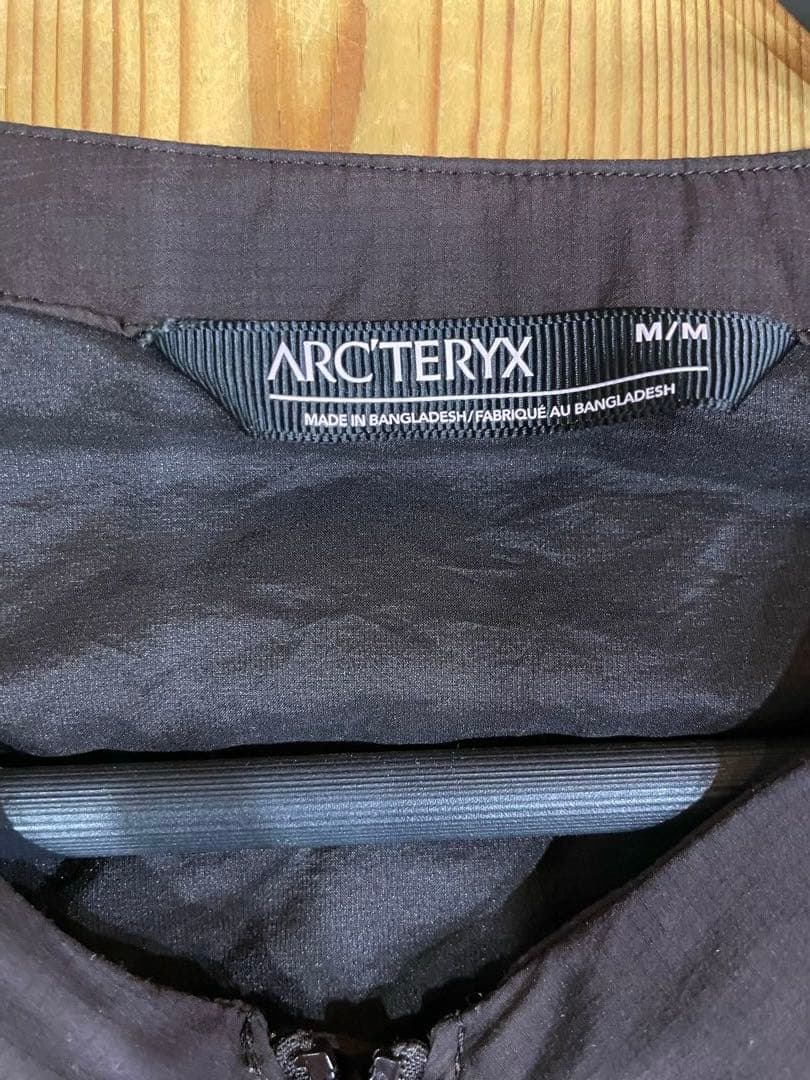 ARC'TERYX M/M
MADE IN BANGLADESH/FABRIQUÉ AU BANGLADESH